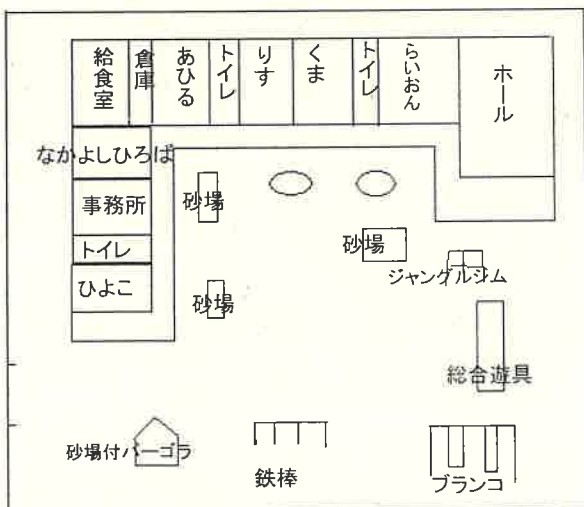 給食室
倉庫
あひる
トイレ
りす
くま
トイレ
らいおん
ホール
なかよしひろば
事務所
トイレ
ひよこ
砂場
砂場
砂場
ジャングルジム
総合遊具
砂場付パーゴラ
鉄棒
ブランコ